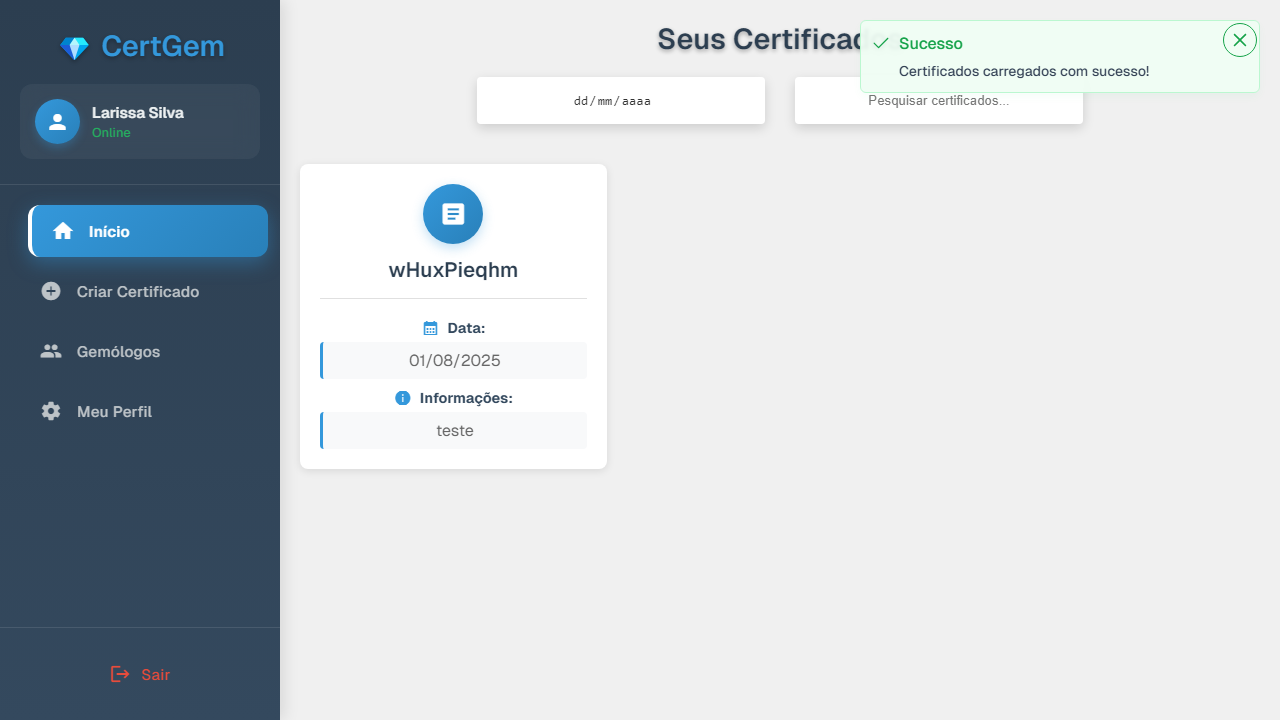 CertGem
Larissa Silva
Online
Início
Criar Certificado
Gemólogos
Meu Perfil
Sair
Seus Certificad
Sucesso
Certificados carregados com sucesso!
dd/mm/aaaa
Pesquisar certificados...
wHuxPieqhm
Data:
01/08/2025
Informações:
teste